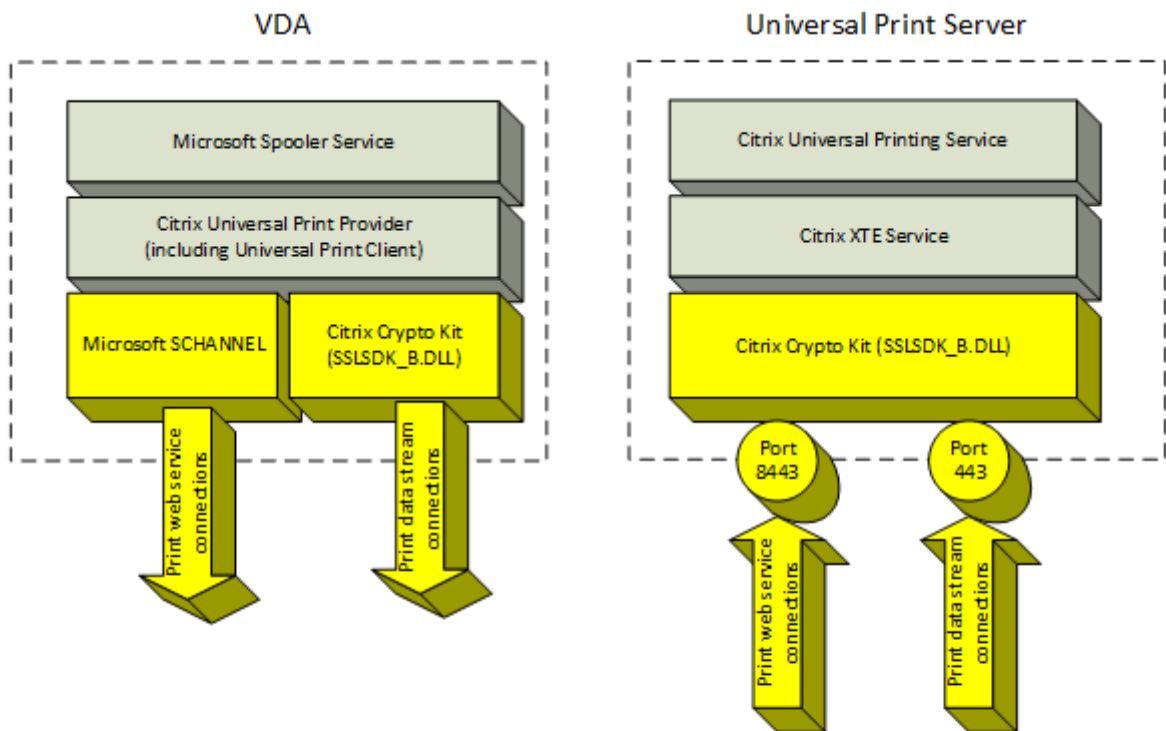 VDA
Microsoft Spooler Service
Citrix Universal Print Provider
(including Universal Print Client)
Microsoft SCHANNEL
Citrix Crypto Kit
(SSLSDK_B.DLL)
Print web service
connections
Print data stream
connections
Universal Print Server
Citrix Universal Printing Service
Citrix XTE Service
Citrix Crypto Kit (SSLSDK_B.DLL)
Port
8443
Port
443
Print web service
connections
Print data stream
connections